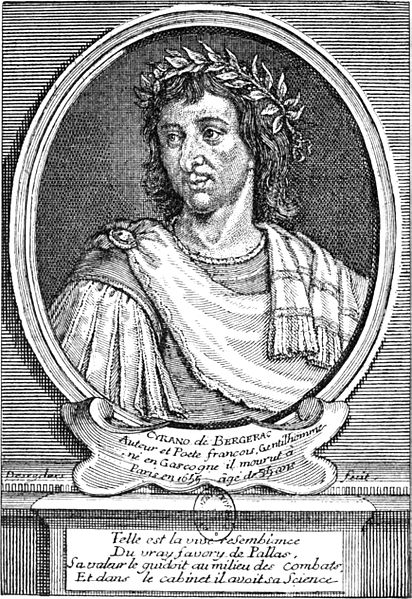 CYRANO de BERGERAC
Auteur et Poete francois, Gentilhomme
né en Gascogne il mourut à
Paris en 1655 agé de 35 ans
Desrochers fecit.
Telle est la vive resemblance
Du vray favory de Pallas,
Sa valeur le guidoit au milieu des combats,
Et dans le cabinet il avoit sa Science